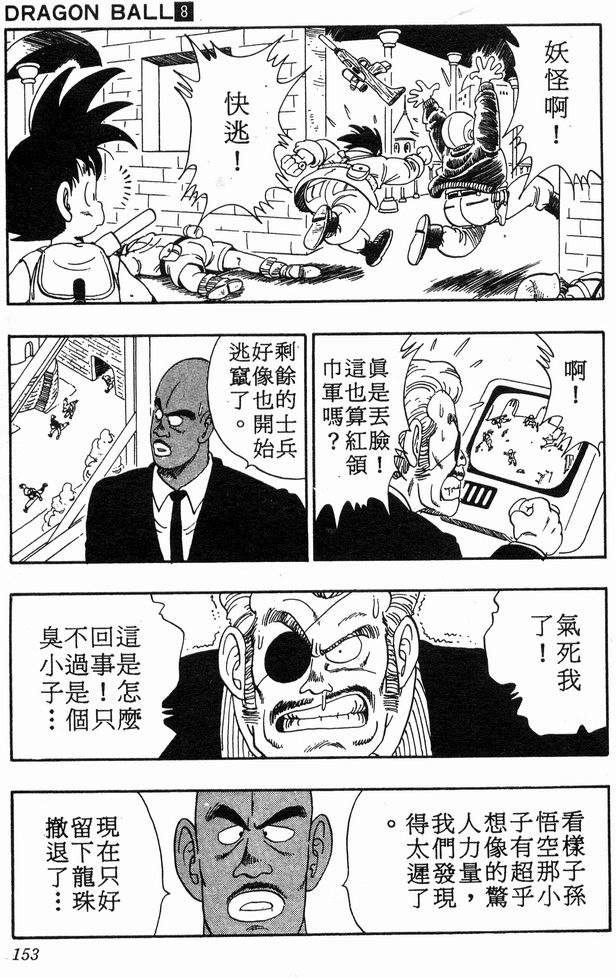 DRAGON BALL 8
妖怪啊！
快逃！
啊！
眞是丟臉！
這也算紅領
巾軍嗎？
剩餘的士兵
好像也開始
逃竄了。
氣死我
了！
這是怎麼
回事！只
不過是個
臭小子…
看樣子孫
悟空那小
子有超乎
想像的驚
人力量，
我們發現
得太遲了
。
現在只好
留下龍珠
撤退了…
153